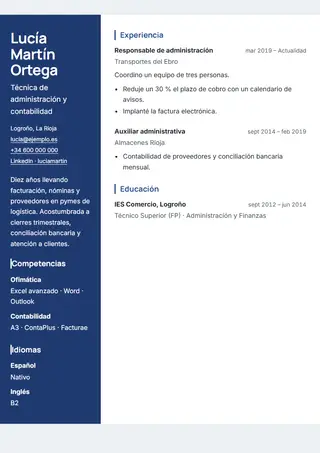 Lucía
Martín
Ortega
Técnica de
administración y
contabilidad
Logroño, La Rioja
lucia@ejemplo.es
+34 600 000 000
LinkedIn · luciamartin
Diez años llevando
facturación, nóminas y
proveedores en pymes de
logística. Acostumbrada a
cierres trimestrales,
conciliación bancaria y
atención a clientes.
Competencias
Ofimática
Excel avanzado · Word ·
Outlook
Contabilidad
A3 · ContaPlus · Facturae
Idiomas
Español
Nativo
Inglés
B2
Experiencia
Responsable de administración mar 2019 – Actualidad
Transportes del Ebro
Coordino un equipo de tres personas.
• Reduje un 30 % el plazo de cobro con un calendario de
avisos.
• Implanté la factura electrónica.
Auxiliar administrativa sept 2014 – feb 2019
Almacenes Rioja
• Contabilidad de proveedores y conciliación bancaria
mensual.
Educación
IES Comercio, Logroño sept 2012 – jun 2014
Técnico Superior (FP) · Administración y Finanzas